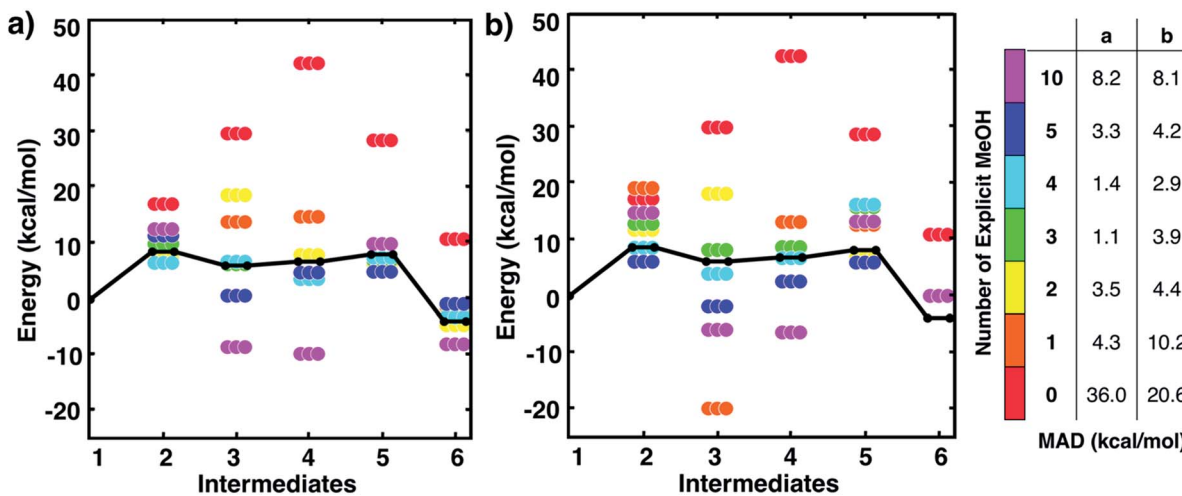 a)
50
40
30
20
10
0
-10
-20
Energy (kcal/mol)
1 2 3 4 5 6
Intermediates
b)
50
40
30
20
10
0
-10
-20
Energy (kcal/mol)
1 2 3 4 5 6
Intermediates
Number of Explicit MeOH
a b
10 8.2 8.1
5 3.3 4.2
4 1.4 2.9
3 1.1 3.9
2 3.5 4.4
1 4.3 10.2
0 36.0 20.6
MAD (kcal/mol)